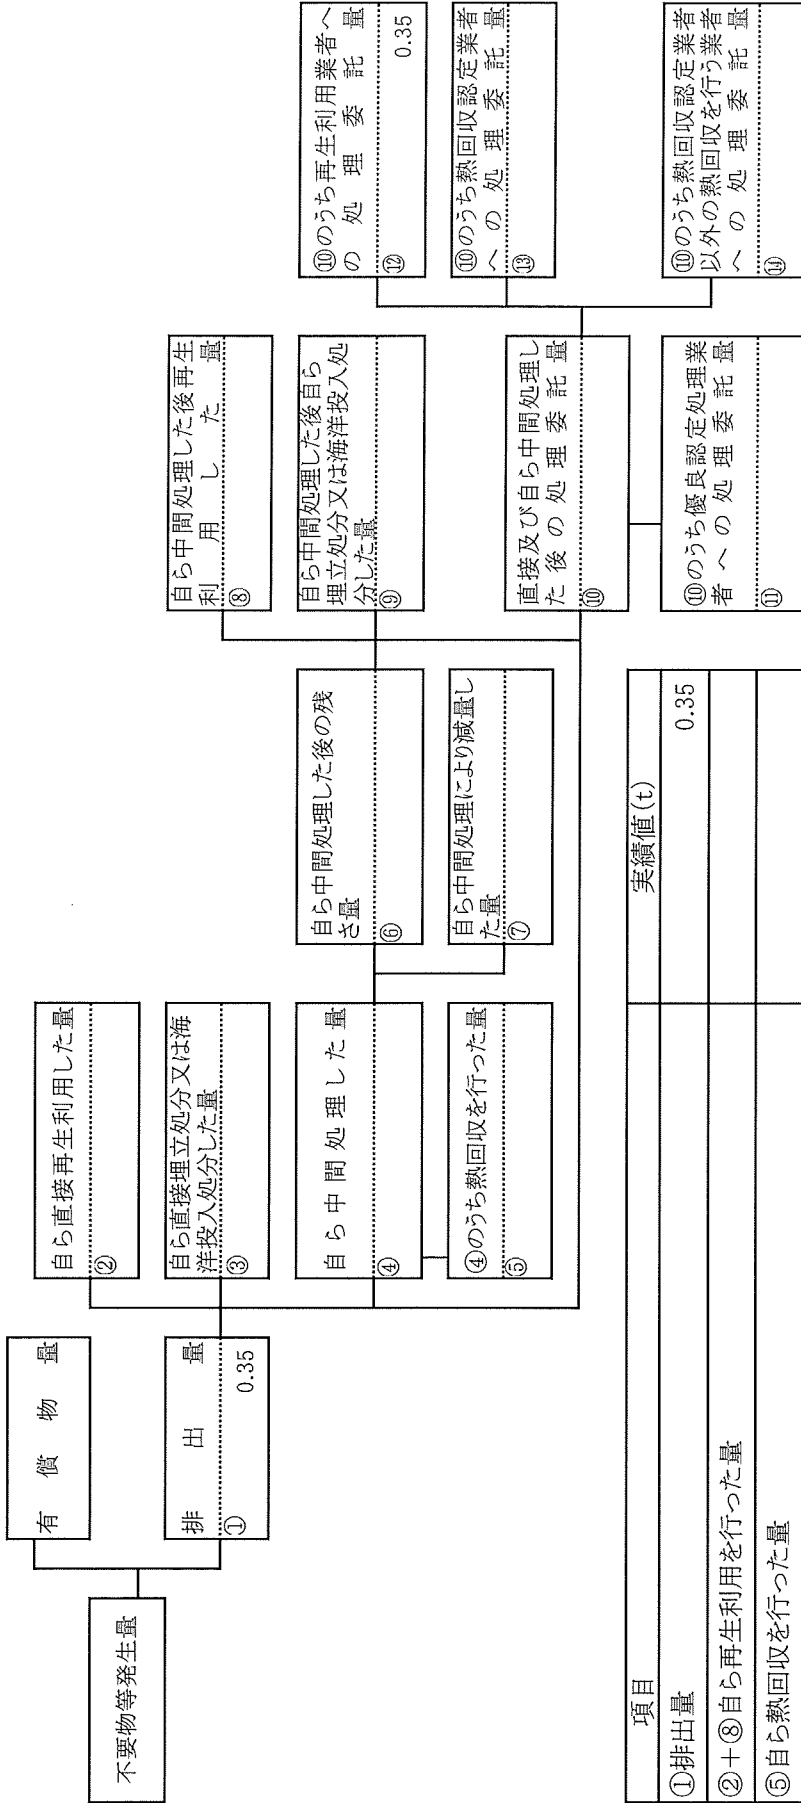 不要物等発生量
有償物量
排出量
① 0.35
自ら直接再生利用した量
②
自ら直接埋立処分又は海
洋投入処分した量
③
自ら中間処理した量
④
④のうち熱回収を行った量
⑤
自ら中間処理した後の残
さ量
⑥
自ら中間処理により減量し
た量
⑦
自ら中間処理した後再生
利用した量
⑧
自ら中間処理した後自ら
埋立処分又は海洋投入処
分した量
⑨
直接及び自ら中間処理し
た後の処理委託量
⑩
⑩のうち優良認定処理業
者への処理委託量
⑪
⑩のうち再生利用業者へ
の処理委託量
⑫ 0.35
⑩のうち熱回収認定業者
への処理委託量
⑬
⑩のうち熱回収認定業者
以外の熱回収を行う業者
への処理委託量
⑭
項目 実績値(t)
①排出量 0.35
②+⑧自ら再生利用を行った量
⑤自ら熱回収を行った量